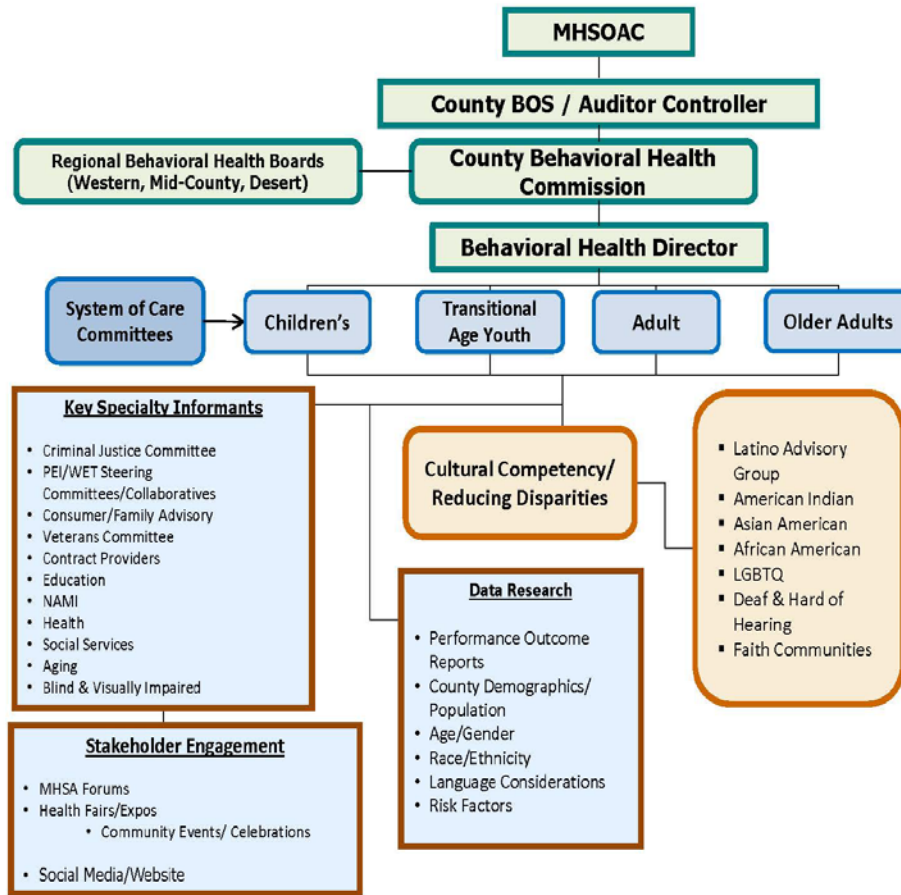 MHSOAC
County BOS / Auditor Controller
Regional Behavioral Health Boards
(Western, Mid-County, Desert)
County Behavioral Health
Commission
Behavioral Health Director
System of Care
Committees
Children's
Transitional
Age Youth
Adult
Older Adults
Key Specialty Informants
• Criminal Justice Committee
• PEI/WET Steering
Committees/Collaboratives
• Consumer/Family Advisory
• Veterans Committee
• Contract Providers
• Education
• NAMI
• Health
• Social Services
• Aging
• Blind & Visually Impaired
Cultural Competency/
Reducing Disparities
▪ Latino Advisory
Group
▪ American Indian
▪ Asian American
▪ African American
▪ LGBTQ
▪ Deaf & Hard of
Hearing
▪ Faith Communities
Data Research
• Performance Outcome
Reports
• County Demographics/
Population
• Age/Gender
• Race/Ethnicity
• Language Considerations
• Risk Factors
Stakeholder Engagement
• MHSA Forums
• Health Fairs/Expos
• Community Events/ Celebrations
• Social Media/Website